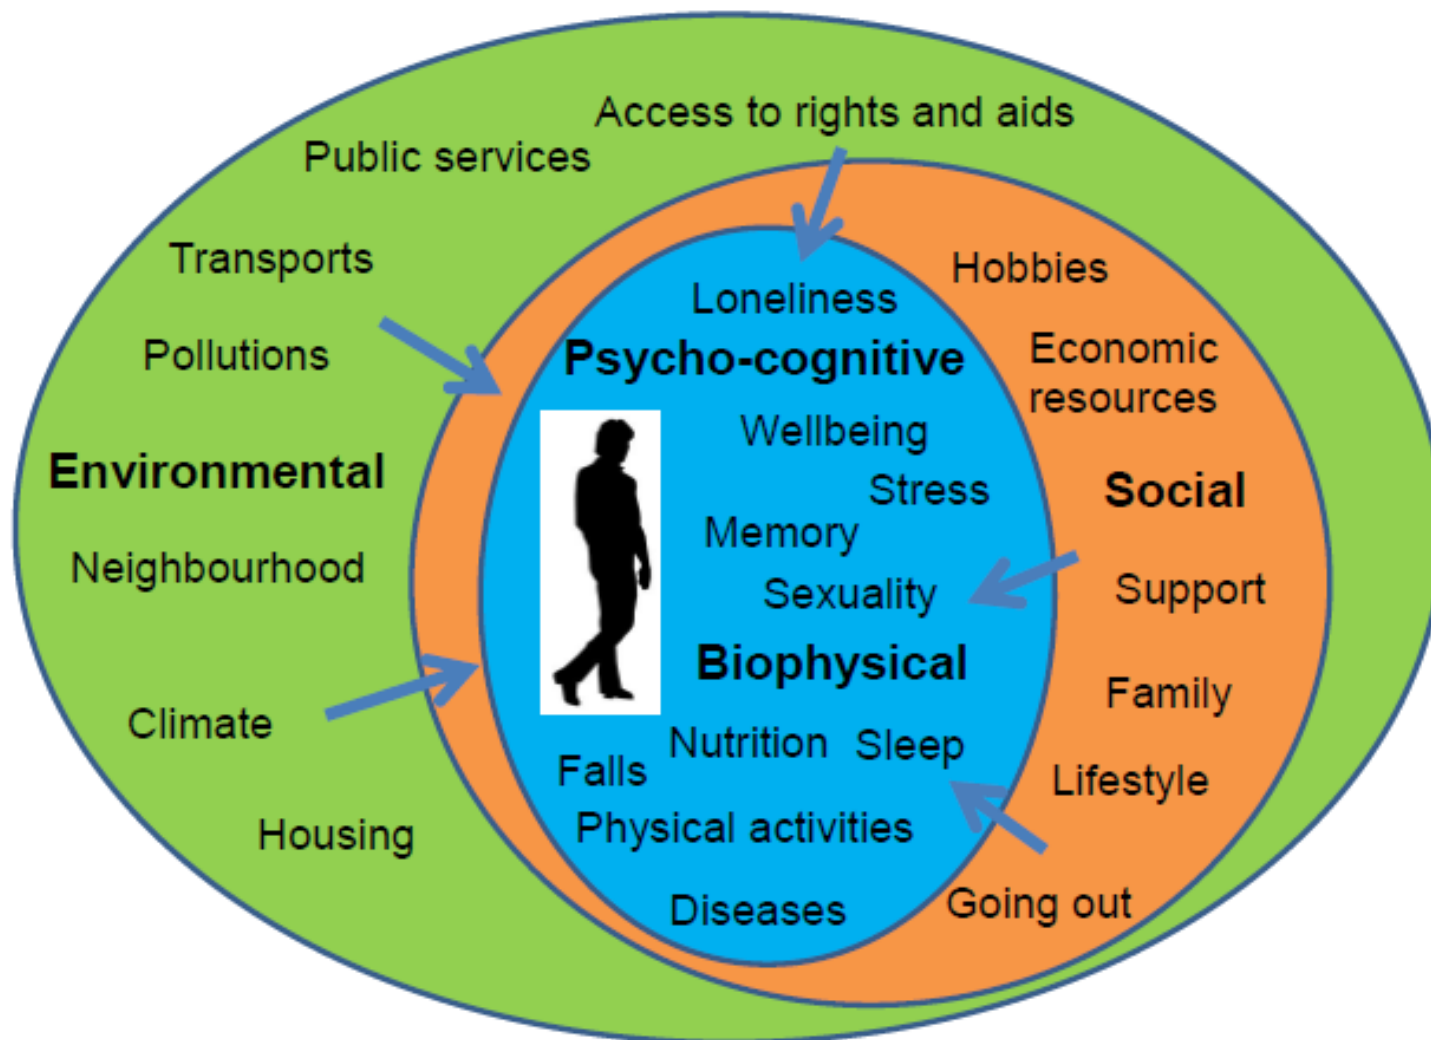 Access to rights and aids
Public services
Transports
Hobbies
Loneliness
Pollutions
Psycho-cognitive
Economic
resources
Wellbeing
Environmental
Stress
Social
Memory
Neighbourhood
Sexuality
Support
Biophysical
Family
Climate
Nutrition
Sleep
Falls
Lifestyle
Housing
Physical activities
Diseases
Going out